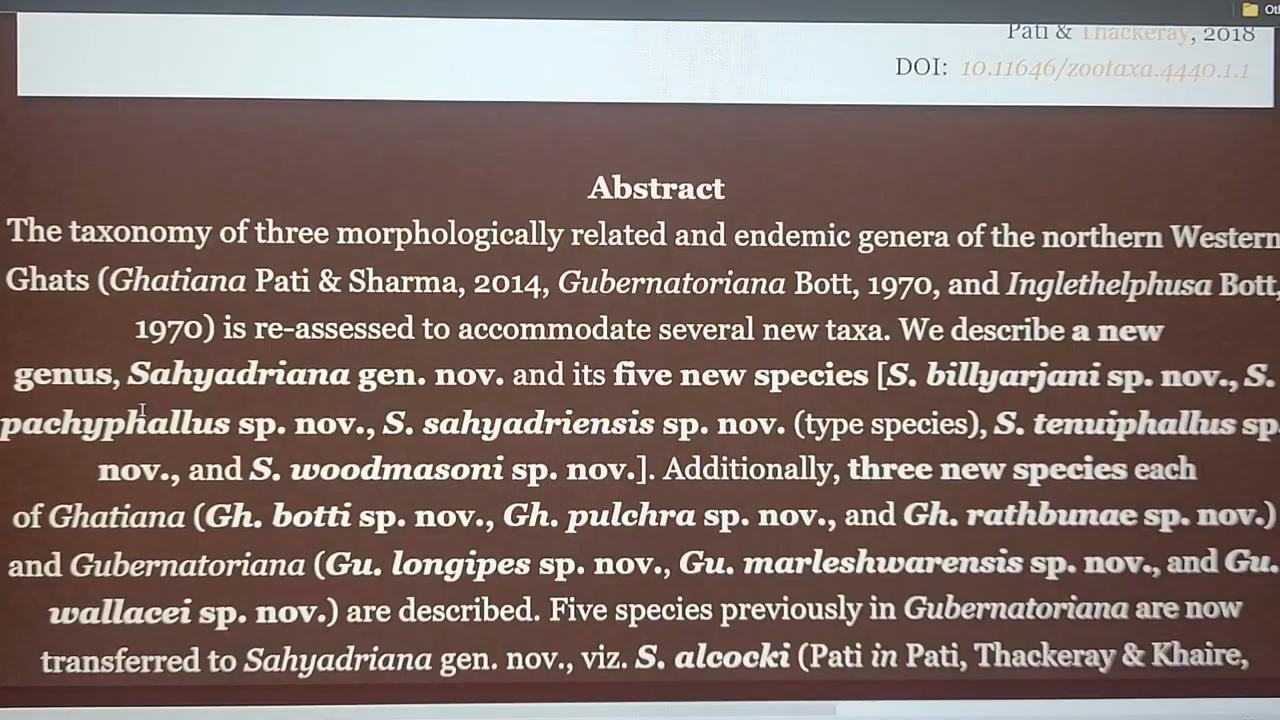 Pati & Thackeray, 2018
DOI: 10.11646/zootaxa.4440.1.1
Abstract
The taxonomy of three morphologically related and endemic genera of the northern Western
Ghats (Ghatiana Pati & Sharma, 2014, Gubernatoriana Bott, 1970, and Inglethelphusa Bott,
1970) is re-assessed to accommodate several new taxa. We describe a new
genus, Sahyadriana gen. nov. and its five new species [S. billyarjani sp. nov., S.
pachyphallus sp. nov., S. sahyadriensis sp. nov. (type species), S. tenuiphallus sp
nov., and S. woodmasoni sp. nov.]. Additionally, three new species each
of Ghatiana (Gh. botti sp. nov., Gh. pulchra sp. nov., and Gh. rathbunae sp. nov.)
and Gubernatoriana (Gu. longipes sp. nov., Gu. marleshwarensis sp. nov., and Gu.
wallacei sp. nov.) are described. Five species previously in Gubernatoriana are now
transferred to Sahyadriana gen. nov., viz. S. alcocki (Pati in Pati, Thackeray & Khaire,